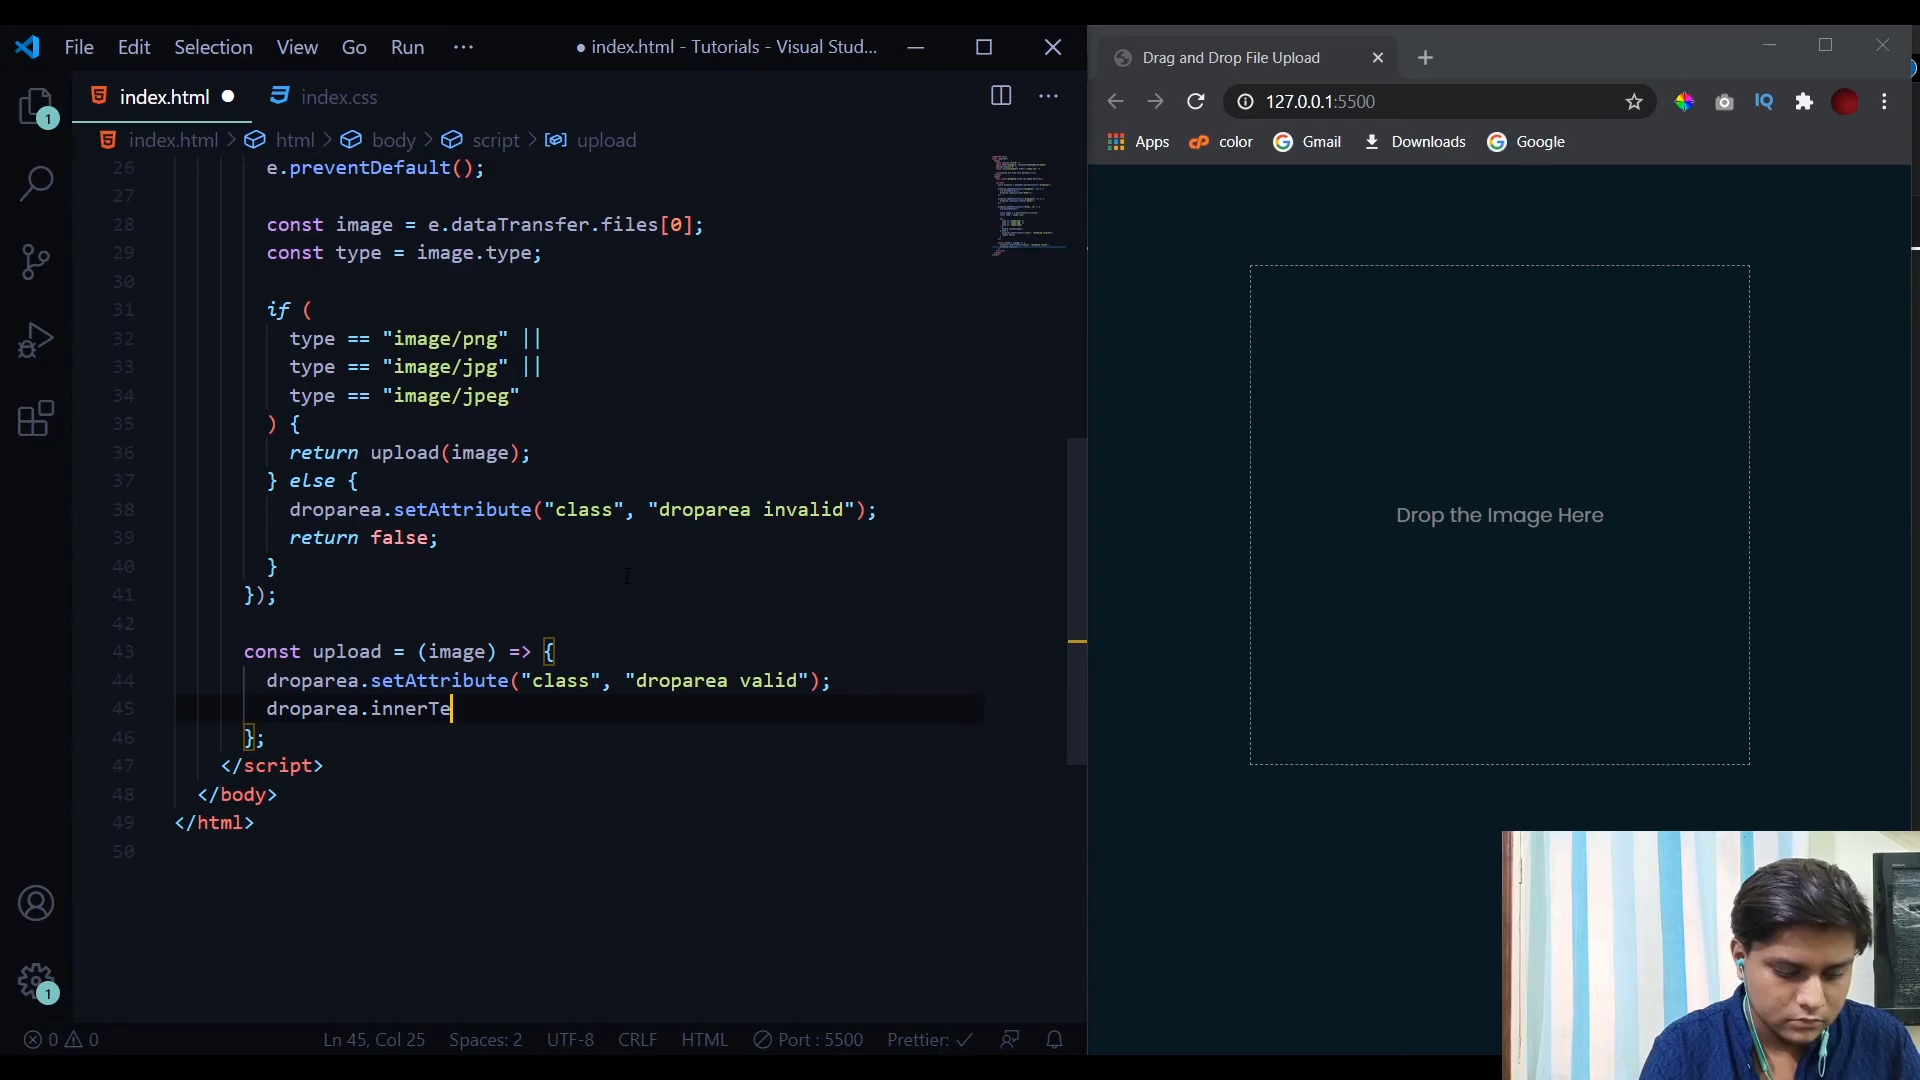 File Edit Selection View Go Run ··· ● index.html - Tutorials - Visual Stud...
index.html ● index.css
index.html > html > body > script > upload
26 e.preventDefault();
27
28 const image = e.dataTransfer.files[0];
29 const type = image.type;
30
31 if (
32 type == "image/png" ||
33 type == "image/jpg" ||
34 type == "image/jpeg"
35 ) {
36 return upload(image);
37 } else {
38 droparea.setAttribute("class", "droparea invalid");
39 return false;
40 }
41 });
42
43 const upload = (image) => {
44 droparea.setAttribute("class", "droparea valid");
45 droparea.innerTe
46 };
47 </script>
48 </body>
49 </html>
50
1
1
0 0 Ln 45, Col 25 Spaces: 2 UTF-8 CRLF HTML Port : 5500 Prettier: ✓
Drag and Drop File Upload
127.0.0.1:5500 IQ
Apps color Gmail Downloads Google
Drop the Image Here